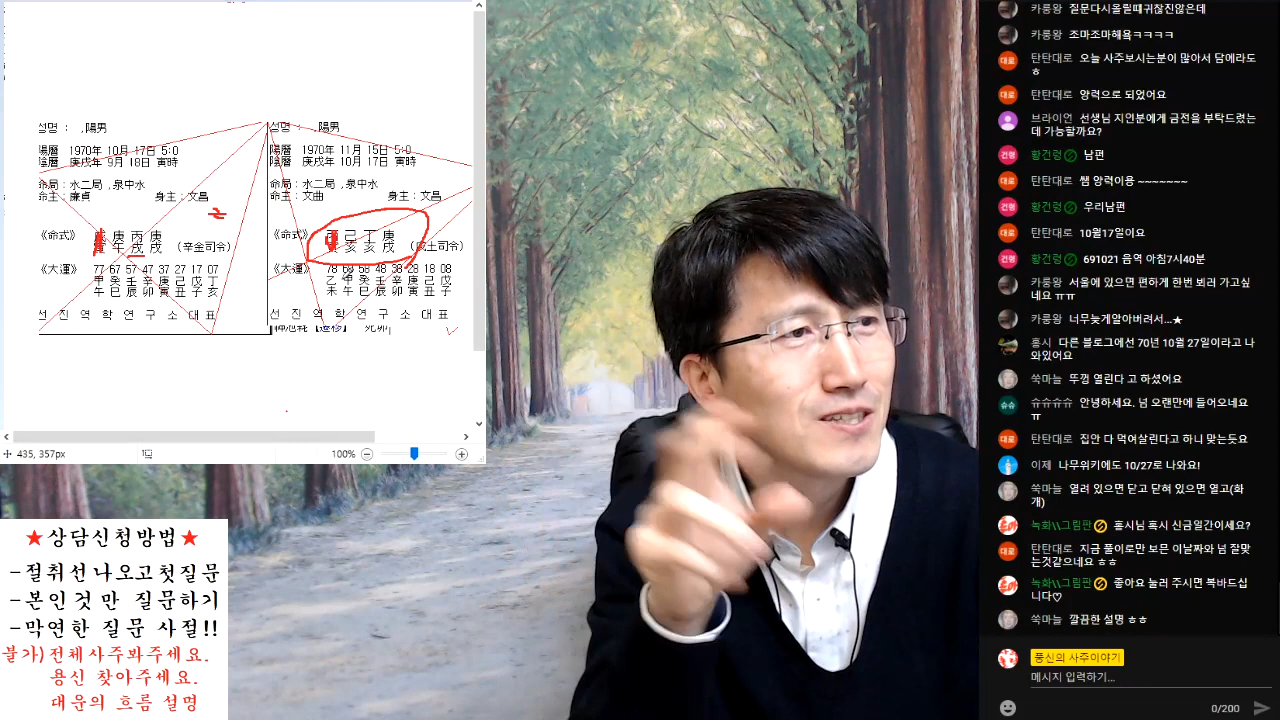 성명 : ,陽男
陽曆 1970年 10月 17日 5:0
陰曆 庚戌年 9月 18日 寅時
命局 : 水二局 ,泉中水
命主 : 廉貞 身主 : 文昌
《命式》 庚 丙 庚
午 戌 戌 (辛金司令)
《大運》 77 67 57 47 37 27 17 07
甲 癸 壬 辛 庚 己 戊 丁
午 巳 辰 卯 寅 丑 子 亥
선 진 역 학 연 구 소 대 표
성명 : ,陽男
陽曆 1970年 11月 15日 5:0
陰曆 庚戌年 10月 17日 寅時
命局 : 水二局 ,泉中水
命主 : 文曲 身主 : 文昌
《命式》 己 丁 庚
亥 亥 戌 (戊土司令)
《大運》 78 68 58 48 38 28 18 08
乙 甲 癸 壬 辛 庚 己 戊
未 午 巳 辰 卯 寅 丑 子
선 진 역 학 연 구 소 대 표
435, 357px
100%
★상담신청방법★
-절취선나오고첫질문
-본인것만 질문하기
-막연한 질문 사절!!
불가)전체사주봐주세요.
용신 찾아주세요.
대운의 흐름 설명
카룽왕 질문다시올릴때귀찮진않은데
카룽왕 조마조마해욬ㅋㅋㅋㅋ
대로 탄탄대로 오늘 사주보시는분이 많아서 담에라도
ㅎ
대로 탄탄대로 양력으로 되었어요
브라이언 선생님 지인분에게 금전을 부탁드렸는
데 가능할까요?
건령 황건령 남편
대로 탄탄대로 쌤 양력이용 ~~~~~~~
건령 황건령 우리남편
대로 탄탄대로 10월17일이요
건령 황건령 691021 음역 아침7시40분
카룽왕 서울에 있으면 편하게 한번 뵈러 가고싶
네요 ㅠㅠ
카룽왕 너무늦게알아버려서...★
홍시 다른 블로그에선 70년 10월 27일이라고 나
와있어요
쑥마늘 뚜껑 열린다 고 하셨어요
슈슈 슈슈슈슈 안녕하세요. 넘 오랜만에 들어오네요
ㅠ
대로 탄탄대로 집안 다 먹여살린다고 하니 맞는듯요
이제 나무위키에도 10/27로 나와요!
쑥마늘 열려 있으면 닫고 닫혀 있으면 열고(화
개)
녹화\\그림판 홍시님 혹시 신금일간이세요?
대로 탄탄대로 지금 풀이로만 보믄 이날짜와 넘 잘맞
는것같은네요 ㅎㅎ
녹화\\그림판 좋아요 눌러 주시면 복바드십
니다♡
쑥마늘 깔끔한 설명 ㅎㅎ
풍신의 사주이야기
메시지 입력하기...
0/200